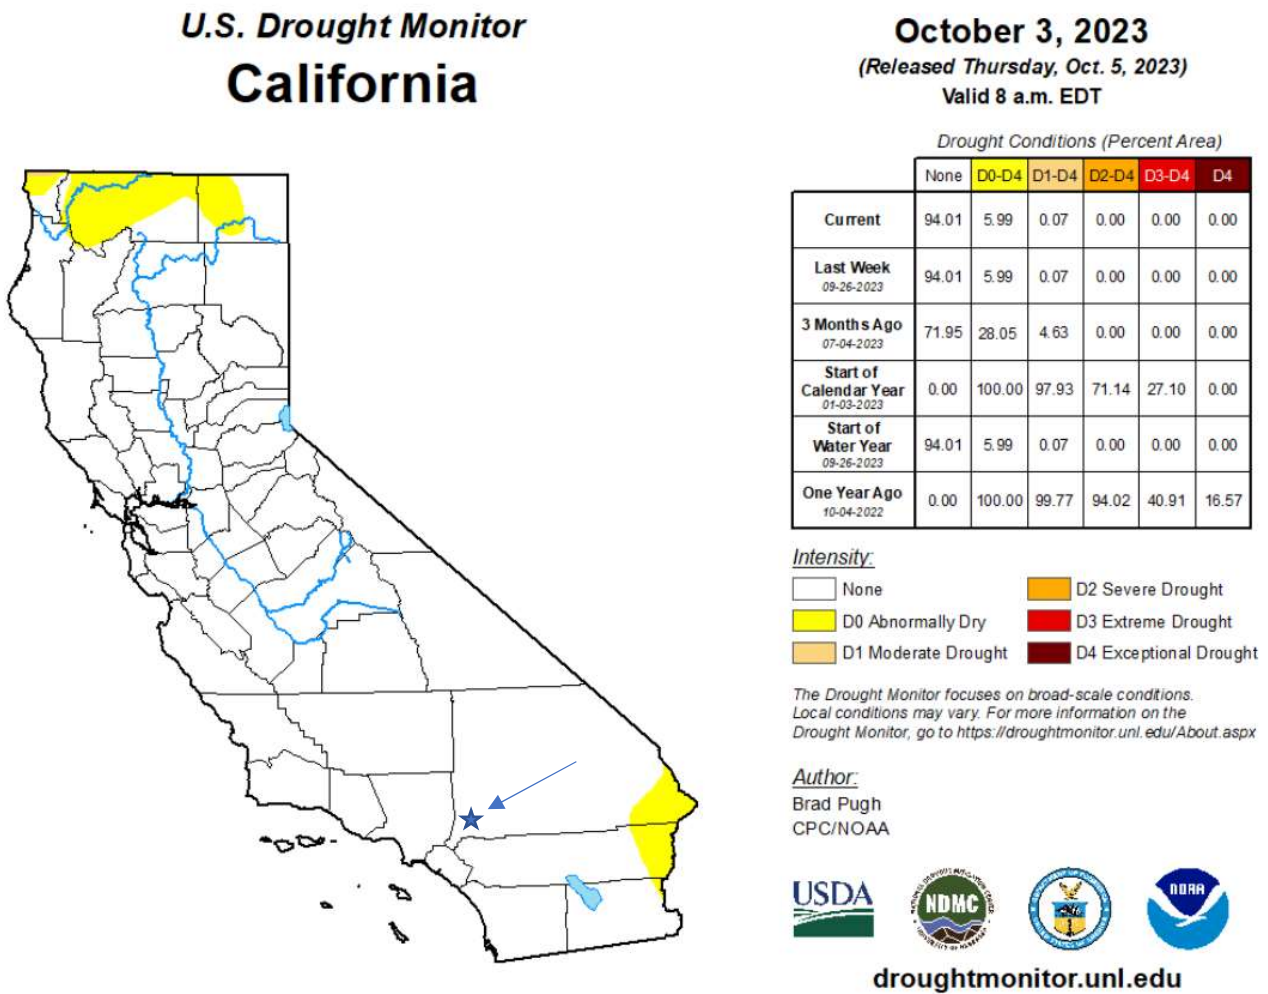 U.S. Drought Monitor
California
October 3, 2023
(Released Thursday, Oct. 5, 2023)
Valid 8 a.m. EDT
Drought Conditions (Percent Area)
None D0-D4 D1-D4 D2-D4 D3-D4 D4
Current 94.01 5.99 0.07 0.00 0.00 0.00
Last Week
09-26-2023 94.01 5.99 0.07 0.00 0.00 0.00
3 Months Ago
07-04-2023 71.95 28.05 4.63 0.00 0.00 0.00
Start of
Calendar Year
01-03-2023 0.00 100.00 97.93 71.14 27.10 0.00
Start of
Water Year
09-26-2023 94.01 5.99 0.07 0.00 0.00 0.00
One Year Ago
10-04-2022 0.00 100.00 99.77 94.02 40.91 16.57
Intensity:
None
D0 Abnormally Dry
D1 Moderate Drought
D2 Severe Drought
D3 Extreme Drought
D4 Exceptional Drought
The Drought Monitor focuses on broad-scale conditions.
Local conditions may vary. For more information on the
Drought Monitor, go to https://droughtmonitor.unl.edu/About.aspx
Author:
Brad Pugh
CPC/NOAA
USDA
NDMC
NOAA
droughtmonitor.unl.edu